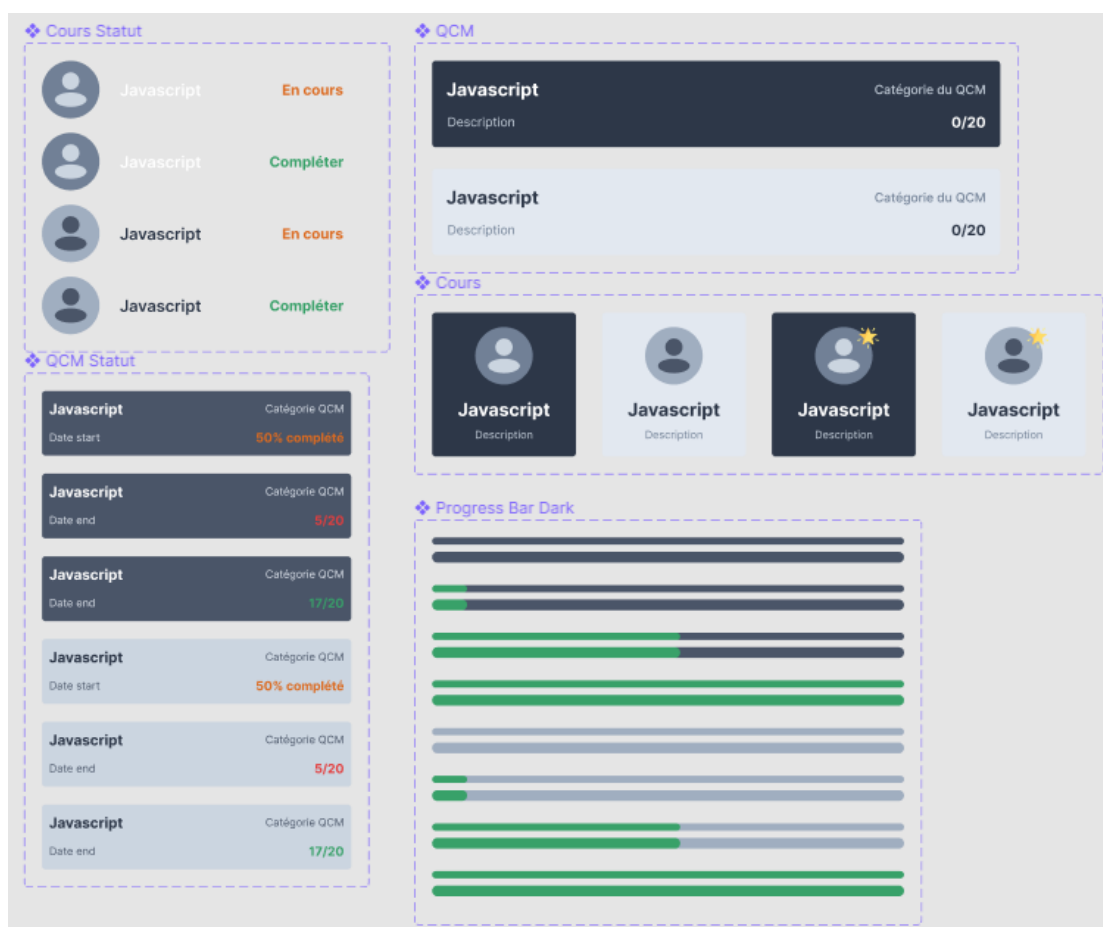 Cours Statut
Javascript En cours
Javascript Compléter
Javascript En cours
Javascript Compléter
QCM Statut
Javascript Catégorie QCM
Date start 50% complété
Javascript Catégorie QCM
Date end 5/20
Javascript Catégorie QCM
Date end 17/20
Javascript Catégorie QCM
Date start 50% complété
Javascript Catégorie QCM
Date end 5/20
Javascript Catégorie QCM
Date end 17/20
QCM
Javascript Catégorie du QCM
Description 0/20
Javascript Catégorie du QCM
Description 0/20
Cours
Javascript Javascript Javascript Javascript
Description Description Description Description
Progress Bar Dark